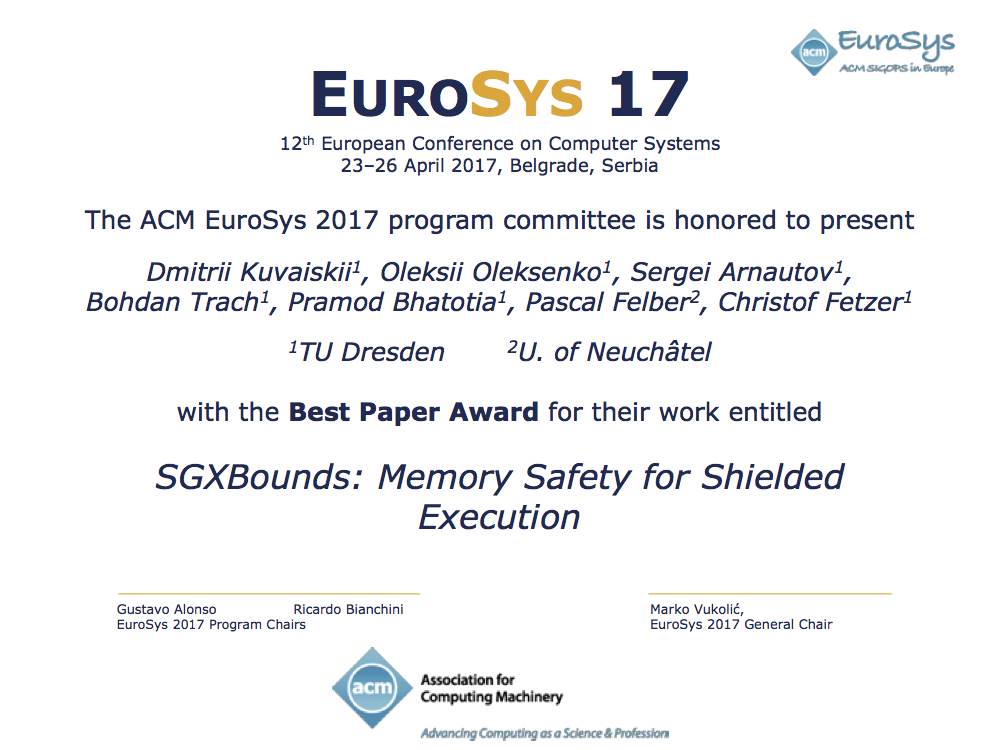 acm EuroSys
ACM SIGOPS in Europe
EUROSYS 17
12th European Conference on Computer Systems
23–26 April 2017, Belgrade, Serbia
The ACM EuroSys 2017 program committee is honored to present
Dmitrii Kuvaiskii1, Oleksii Oleksenko1, Sergei Arnautov1,
Bohdan Trach1, Pramod Bhatotia1, Pascal Felber2, Christof Fetzer1
1TU Dresden 2U. of Neuchâtel
with the Best Paper Award for their work entitled
SGXBounds: Memory Safety for Shielded
Execution
Gustavo Alonso Ricardo Bianchini
EuroSys 2017 Program Chairs
Marko Vukolić,
EuroSys 2017 General Chair
acm
Association for
Computing Machinery
Advancing Computing as a Science & Profession